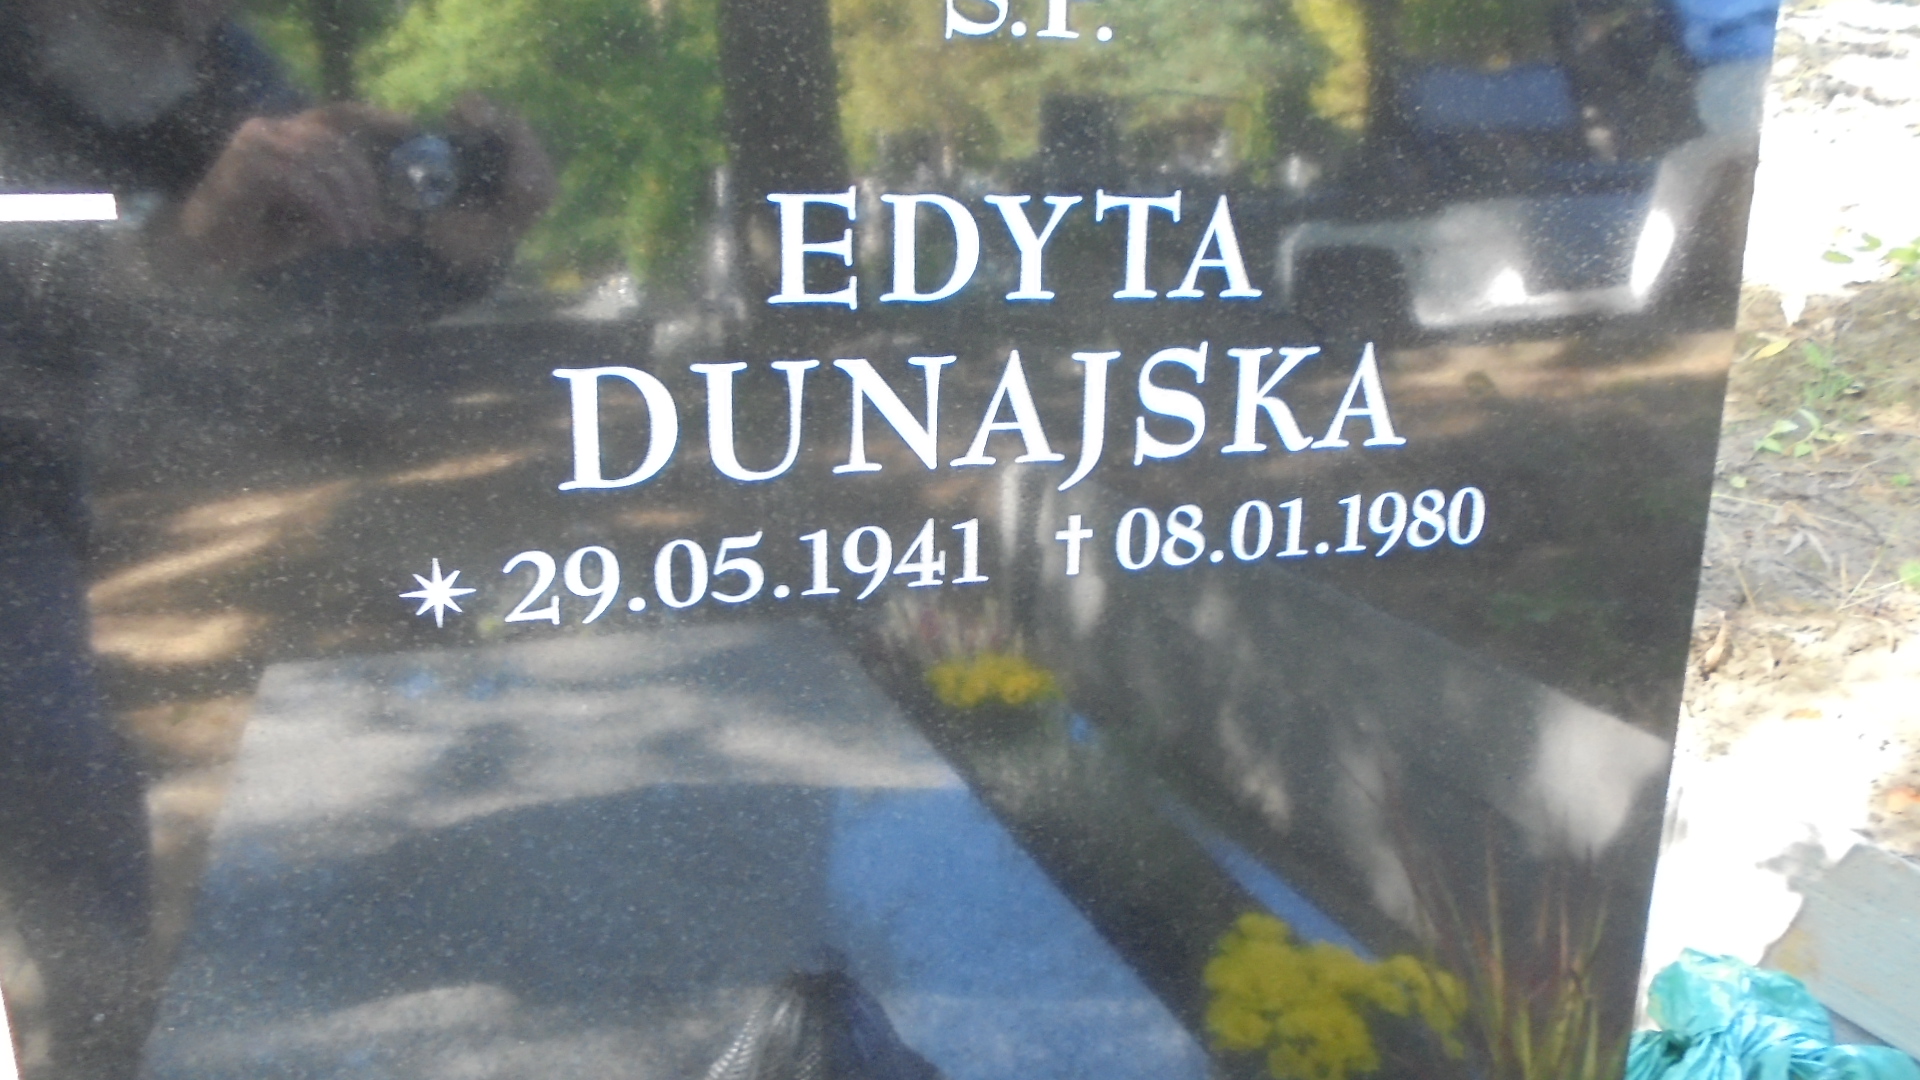 Ś.P.
EDYTA
DUNAJSKA
✴ 29.05.1941 † 08.01.1980